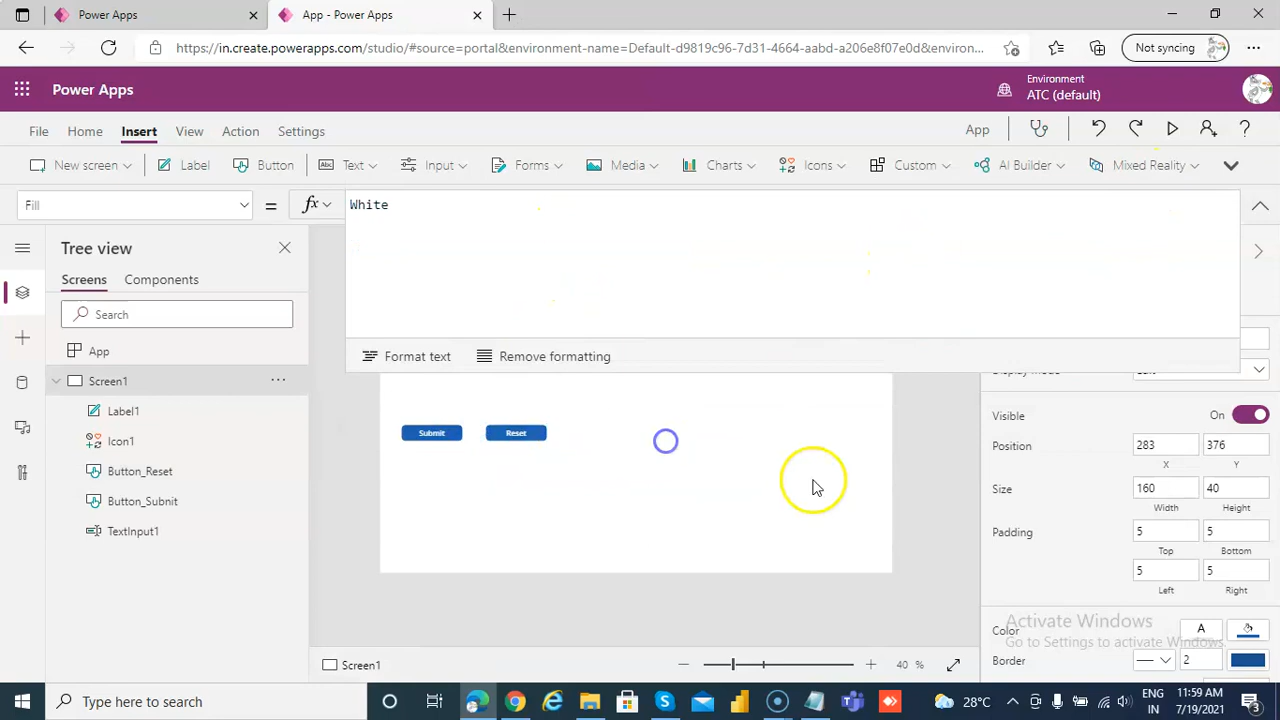 Power Apps
App - Power Apps
https://in.create.powerapps.com/studio/#source=portal&environment-name=Default-d9819c96-7d31-4664-aabd-a206e8f07e0d&environ...
Not syncing
Power Apps
Environment
ATC (default)
File
Home
Insert
View
Action
Settings
App
New screen
Label
Button
Text
Input
Forms
Media
Charts
Icons
Custom
AI Builder
Mixed Reality
Fill
=
fx
White
Format text
Remove formatting
Tree view
Screens
Components
Search
App
Screen1
...
Label1
Icon1
Button_Reset
Button_Submit
TextInput1
Submit
Reset
Visible
On
Position
283
376
X
Y
Size
160
40
Width
Height
Padding
5
5
Top
Bottom
5
5
Left
Right
Color
A
Border
2
Activate Windows
Go to Settings to activate Windows.
Screen1
40 %
Type here to search
28°C
ENG
IN
11:59 AM
7/19/2021
3